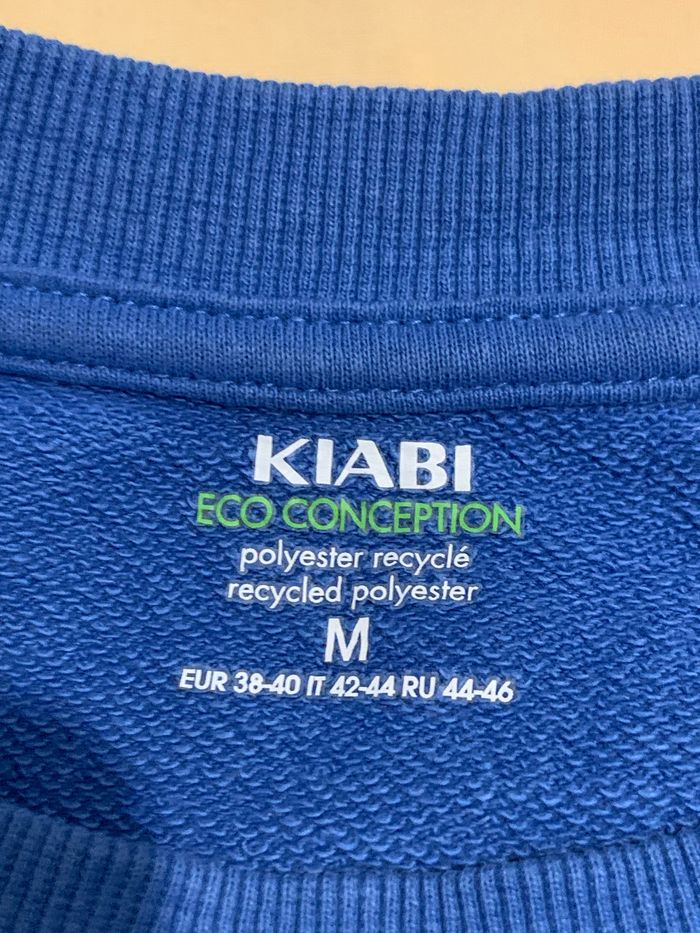 KIABI
ECO CONCEPTION
polyester recyclé
recycled polyester
M
EUR 38-40 IT 42-44 RU 44-46